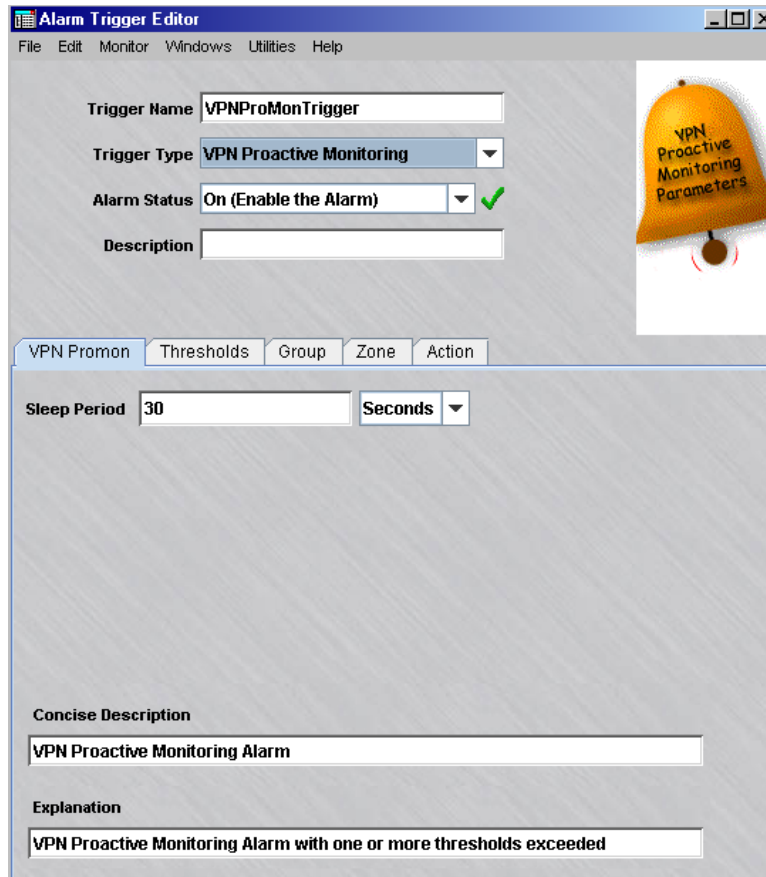 Alarm Trigger Editor
File Edit Monitor Windows Utilities Help
Trigger Name VPNProMonTrigger
Trigger Type VPN Proactive Monitoring
Alarm Status On (Enable the Alarm)
Description
VPN
Proactive
Monitoring
Parameters
VPN Promon Thresholds Group Zone Action
Sleep Period 30 Seconds
Concise Description
VPN Proactive Monitoring Alarm
Explanation
VPN Proactive Monitoring Alarm with one or more thresholds exceeded